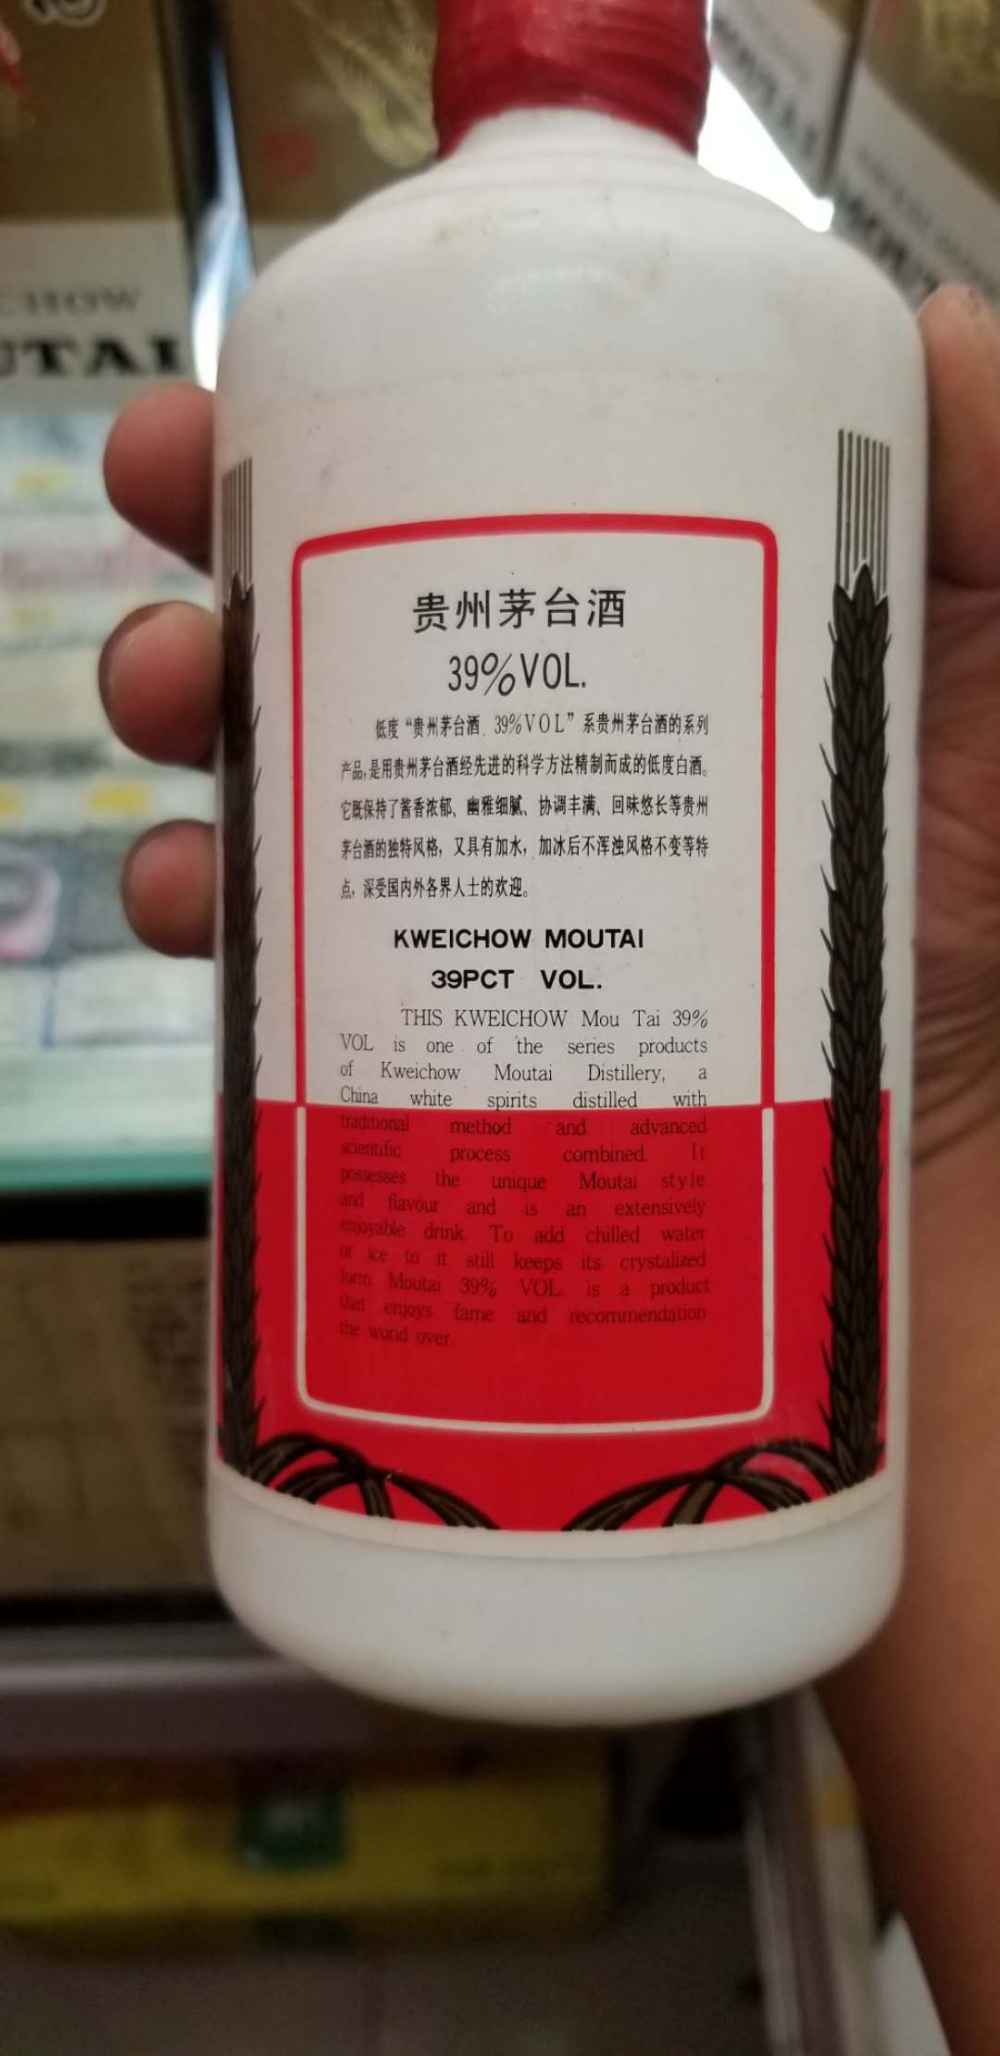 CHOW
UTAI
贵州茅台酒
39%VOL.
低度“贵州茅台酒 39%VOL”系贵州茅台酒的系列
产品,是用贵州茅台酒经先进的科学方法精制而成的低度白酒。
它既保持了酱香浓郁、幽雅细腻、协调丰满、回味悠长等贵州
茅台酒的独特风格，又具有加水，加冰后不浑浊风格不变等特
点，深受国内外各界人士的欢迎。
KWEICHOW MOUTAI
39PCT VOL.
THIS KWEICHOW Mou Tai 39%
VOL is one of the series products
of Kweichow Moutai Distillery, a
China white spirits distilled with
traditional method and advanced
scientific process combined. It
possesses the unique Moutai style
and flavour and is an extensively
enjoyable drink. To add chilled water
or ice to it still keeps its crystalized
form Moutai 39% VOL. is a product
that enjoys fame and recommendation
the world over.